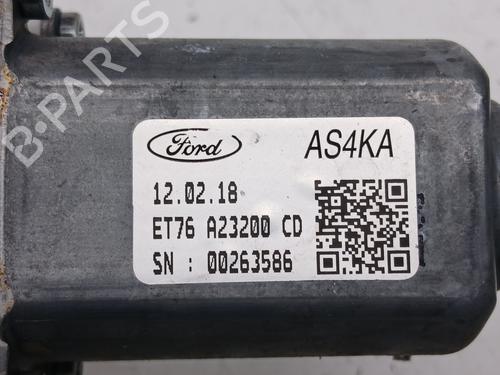 B-PARTS
Ford AS4KA
12.02.18
ET76 A23200 CD
SN : 00263586